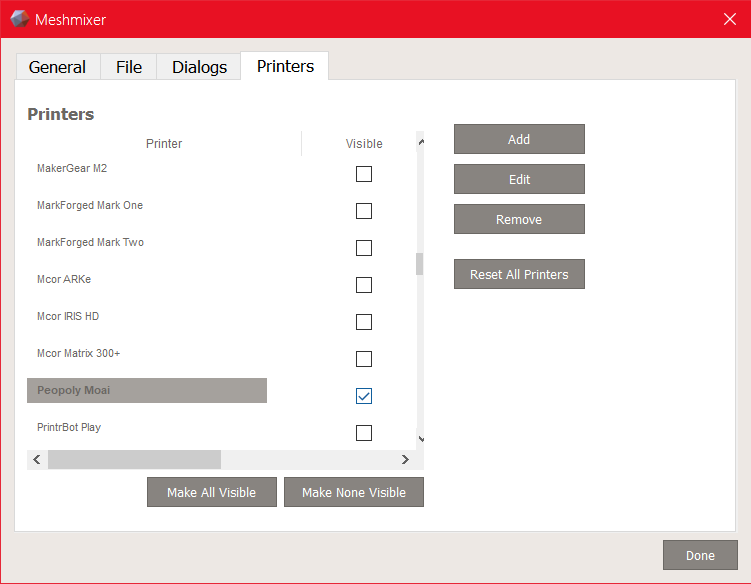 Meshmixer
General File Dialogs Printers
Printers
Printer Visible
MakerGear M2
MarkForged Mark One
MarkForged Mark Two
Mcor ARKe
Mcor IRIS HD
Mcor Matrix 300+
Peopoly Moai
PrintrBot Play
Add
Edit
Remove
Reset All Printers
Make All Visible Make None Visible
Done